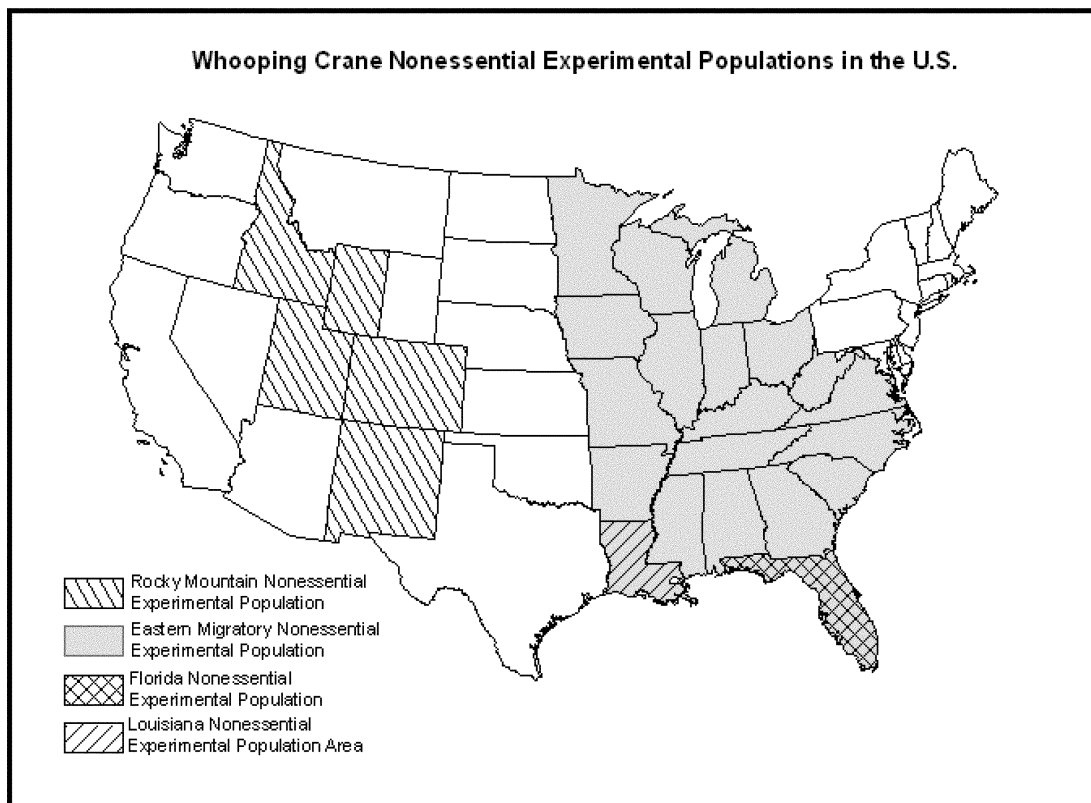 Whooping Crane Nonessential Experimental Populations in the U.S.
Rocky Mountain Nonessential
Experimental Population
Eastern Migratory Nonessential
Experimental Population
Florida Nonessential
Experimental Population
Louisiana Nonessential
Experimental Population Area